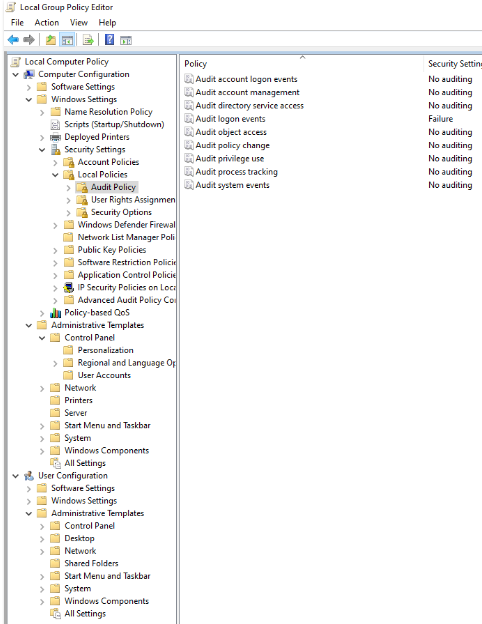 Local Group Policy Editor
File Action View Help
Local Computer Policy
Computer Configuration
Software Settings
Windows Settings
Name Resolution Policy
Scripts (Startup/Shutdown)
Deployed Printers
Security Settings
Account Policies
Local Policies
Audit Policy
User Rights Assignmen
Security Options
Windows Defender Firewal
Network List Manager Poli
Public Key Policies
Software Restriction Policie
Application Control Policie
IP Security Policies on Loca
Advanced Audit Policy Co
Policy-based QoS
Administrative Templates
Control Panel
Personalization
Regional and Language Op
User Accounts
Network
Printers
Server
Start Menu and Taskbar
System
Windows Components
All Settings
User Configuration
Software Settings
Windows Settings
Administrative Templates
Control Panel
Desktop
Network
Shared Folders
Start Menu and Taskbar
System
Windows Components
All Settings
Policy Security Setting
Audit account logon events No auditing
Audit account management No auditing
Audit directory service access No auditing
Audit logon events Failure
Audit object access No auditing
Audit policy change No auditing
Audit privilege use No auditing
Audit process tracking No auditing
Audit system events No auditing